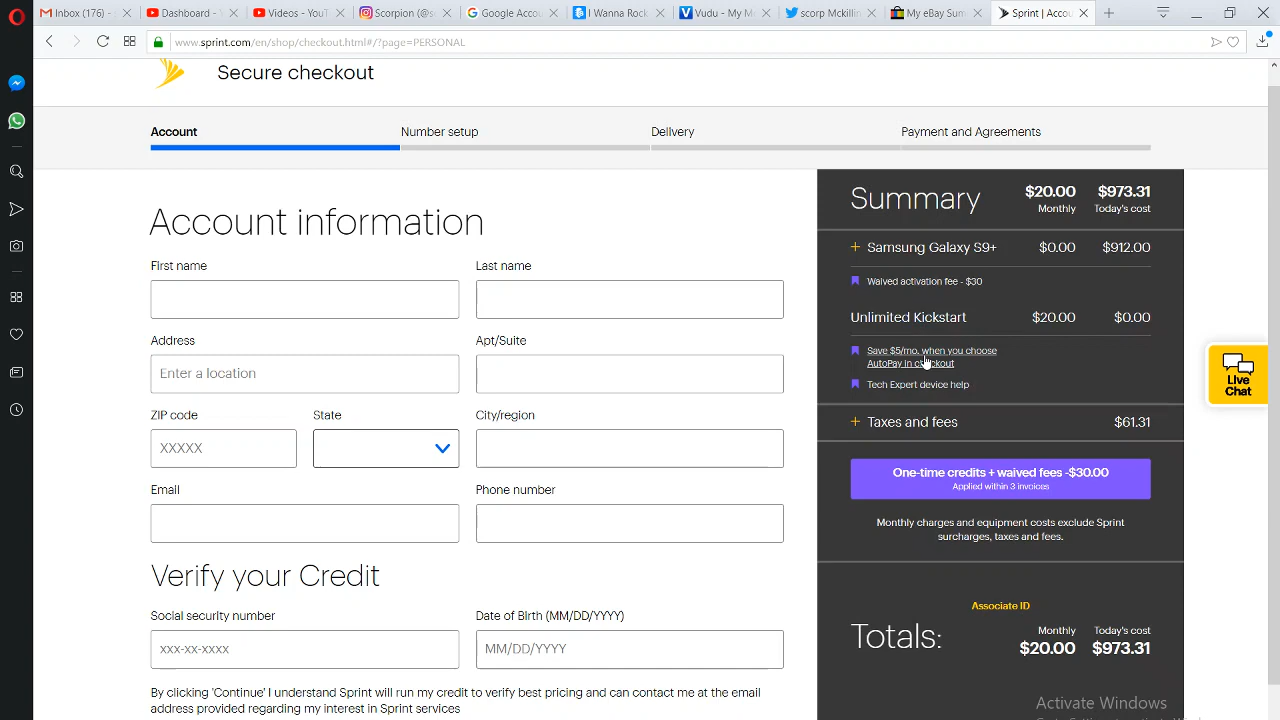 Inbox (176) -
Dashboard -
Video - YouT
Sorpion (@s
Google Acco
I Wanna Rock
Vudu
scorp McMan
My eBay Sum
Sprint | Accou
www.sprint.com/en/shop/checkout.html#/?page=PERSONAL
Secure checkout
Account
Number setup
Delivery
Payment and Agreements
Account information
First name
Last name
Address
Apt/Suite
Enter a location
ZIP code
State
City/region
XXXXX
Email
Phone number
Verify your Credit
Social security number
Date of Birth (MM/DD/YYYY)
xxx-xx-xxxx
MM/DD/YYYY
By clicking 'Continue' I understand Sprint will run my credit to verify best pricing and can contact me at the email
address provided regarding my interest in Sprint services
Summary
$20.00 $973.31
Monthly Today's cost
+ Samsung Galaxy S9+ $0.00 $912.00
Waived activation fee - $30
Unlimited Kickstart $20.00 $0.00
Save $5/mo. when you choose
AutoPay in checkout
Tech Expert device help
+ Taxes and fees $61.31
One-time credits + waived fees -$30.00
Applied within 3 invoices
Monthly charges and equipment costs exclude Sprint
surcharges, taxes and fees.
Associate ID
Totals:
Monthly Today's cost
$20.00 $973.31
Live
Chat
Activate Windows